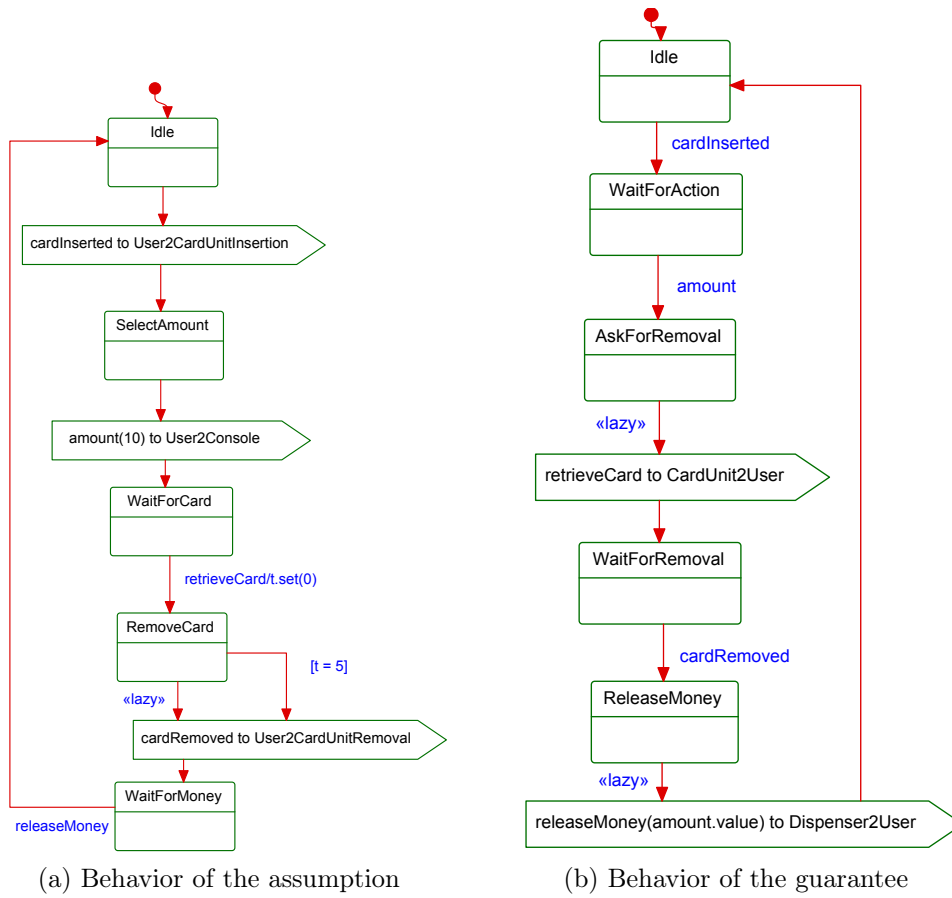 Idle
cardInserted to User2CardUnitInsertion
SelectAmount
amount(10) to User2Console
WaitForCard
retrieveCard/t.set(0)
RemoveCard
[t = 5]
«lazy»
cardRemoved to User2CardUnitRemoval
WaitForMoney
releaseMoney
(a) Behavior of the assumption
Idle
cardInserted
WaitForAction
amount
AskForRemoval
«lazy»
retrieveCard to CardUnit2User
WaitForRemoval
cardRemoved
ReleaseMoney
«lazy»
releaseMoney(amount.value) to Dispenser2User
(b) Behavior of the guarantee